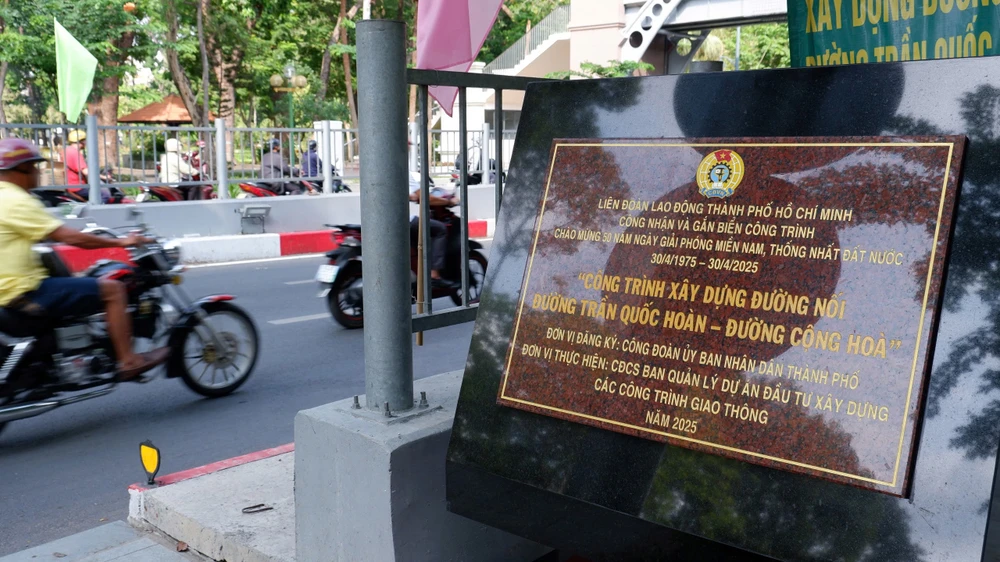 XÂY DỰNG ĐƯỜNG
ĐƯỜNG TRẦN QUỐC
LIÊN ĐOÀN LAO ĐỘNG THÀNH PHỐ HỒ CHÍ MINH
CÔNG NHẬN VÀ GẮN BIỂN CÔNG TRÌNH
CHÀO MỪNG 50 NĂM NGÀY GIẢI PHÓNG MIỀN NAM, THỐNG NHẤT ĐẤT NƯỚC
30/4/1975 – 30/4/2025
“CÔNG TRÌNH XÂY DỰNG ĐƯỜNG NỐI
ĐƯỜNG TRẦN QUỐC HOÀN – ĐƯỜNG CỘNG HOÀ”
ĐƠN VỊ ĐĂNG KÝ: CÔNG ĐOÀN ỦY BAN NHÂN DÂN THÀNH PHỐ
ĐƠN VỊ THỰC HIỆN: CĐCS BAN QUẢN LÝ DỰ ÁN ĐẦU TƯ XÂY DỰNG
CÁC CÔNG TRÌNH GIAO THÔNG
NĂM 2025